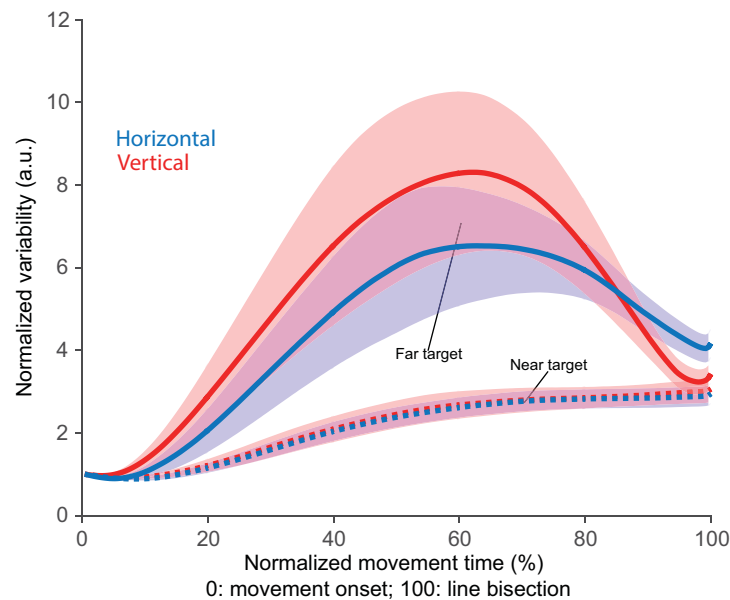 12
10
8
6
4
2
0
Normalized variability (a.u.)
Horizontal
Vertical
Far target
Near target
0 20 40 60 80 100
Normalized movement time (%)
0: movement onset; 100: line bisection